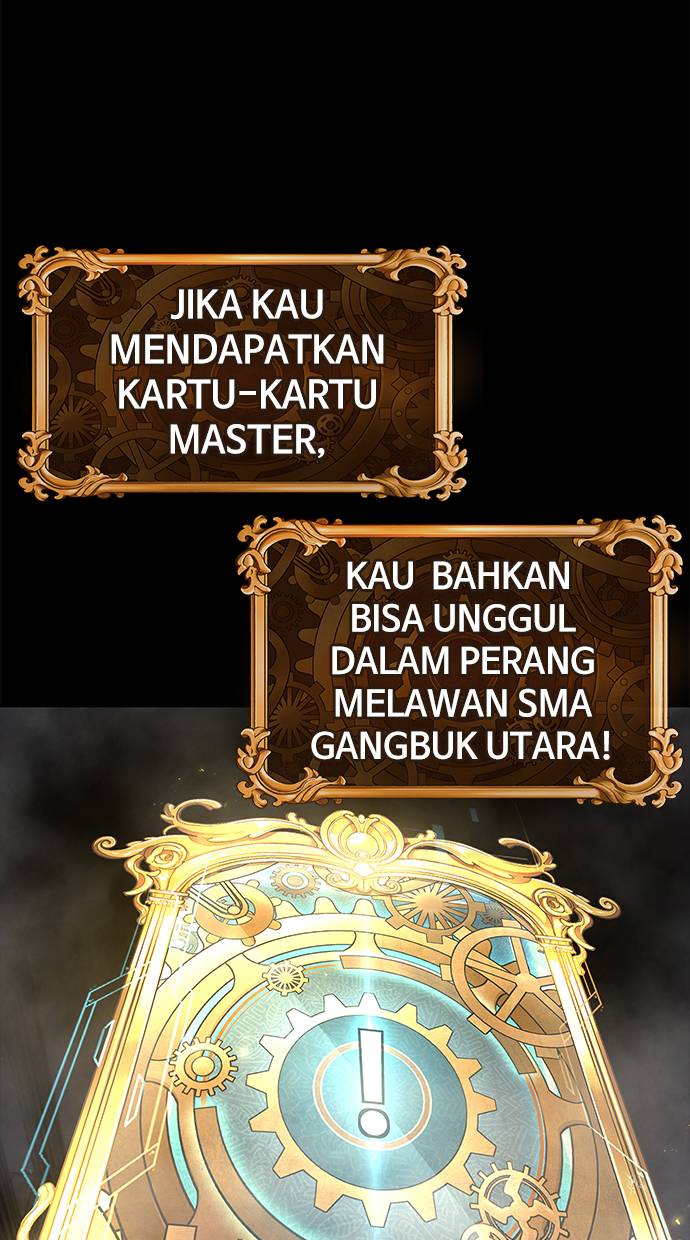 JIKA KAU
MENDAPATKAN
KARTU-KARTU
MASTER,
KAU BAHKAN
BISA UNGGUL
DALAM PERANG
MELAWAN SMA
GANGBUK UTARA!
!